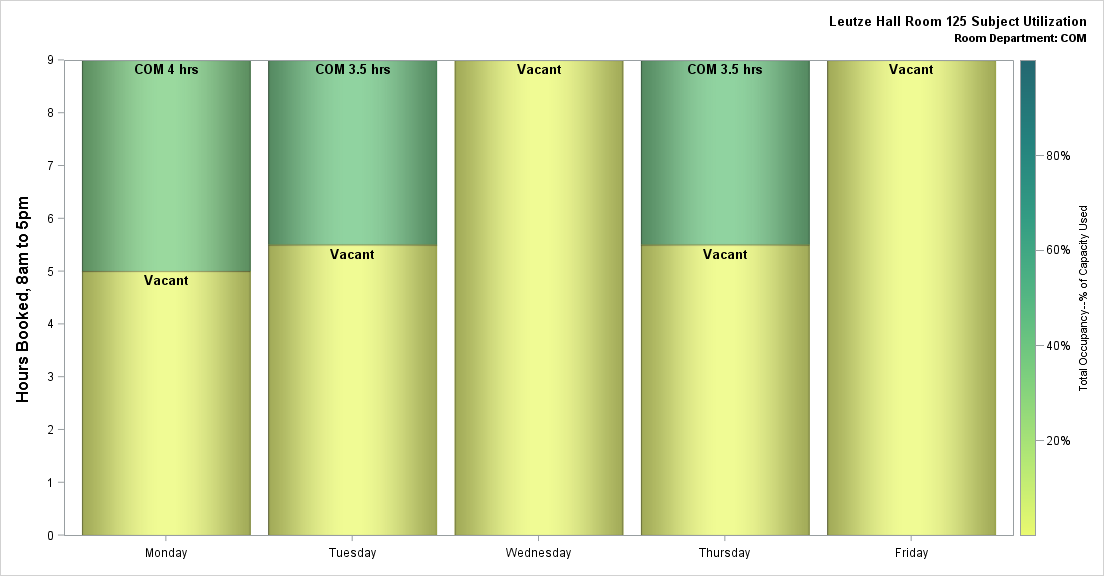 Leutze Hall Room 125 Subject Utilization
Room Department: COM
Hours Booked, 8am to 5pm
9
8
7
6
5
4
3
2
1
0
COM 4 hrs
Vacant
COM 3.5 hrs
Vacant
Vacant
COM 3.5 hrs
Vacant
Vacant
Monday
Tuesday
Wednesday
Thursday
Friday
80%
60%
40%
20%
Total Occupancy--% of Capacity Used